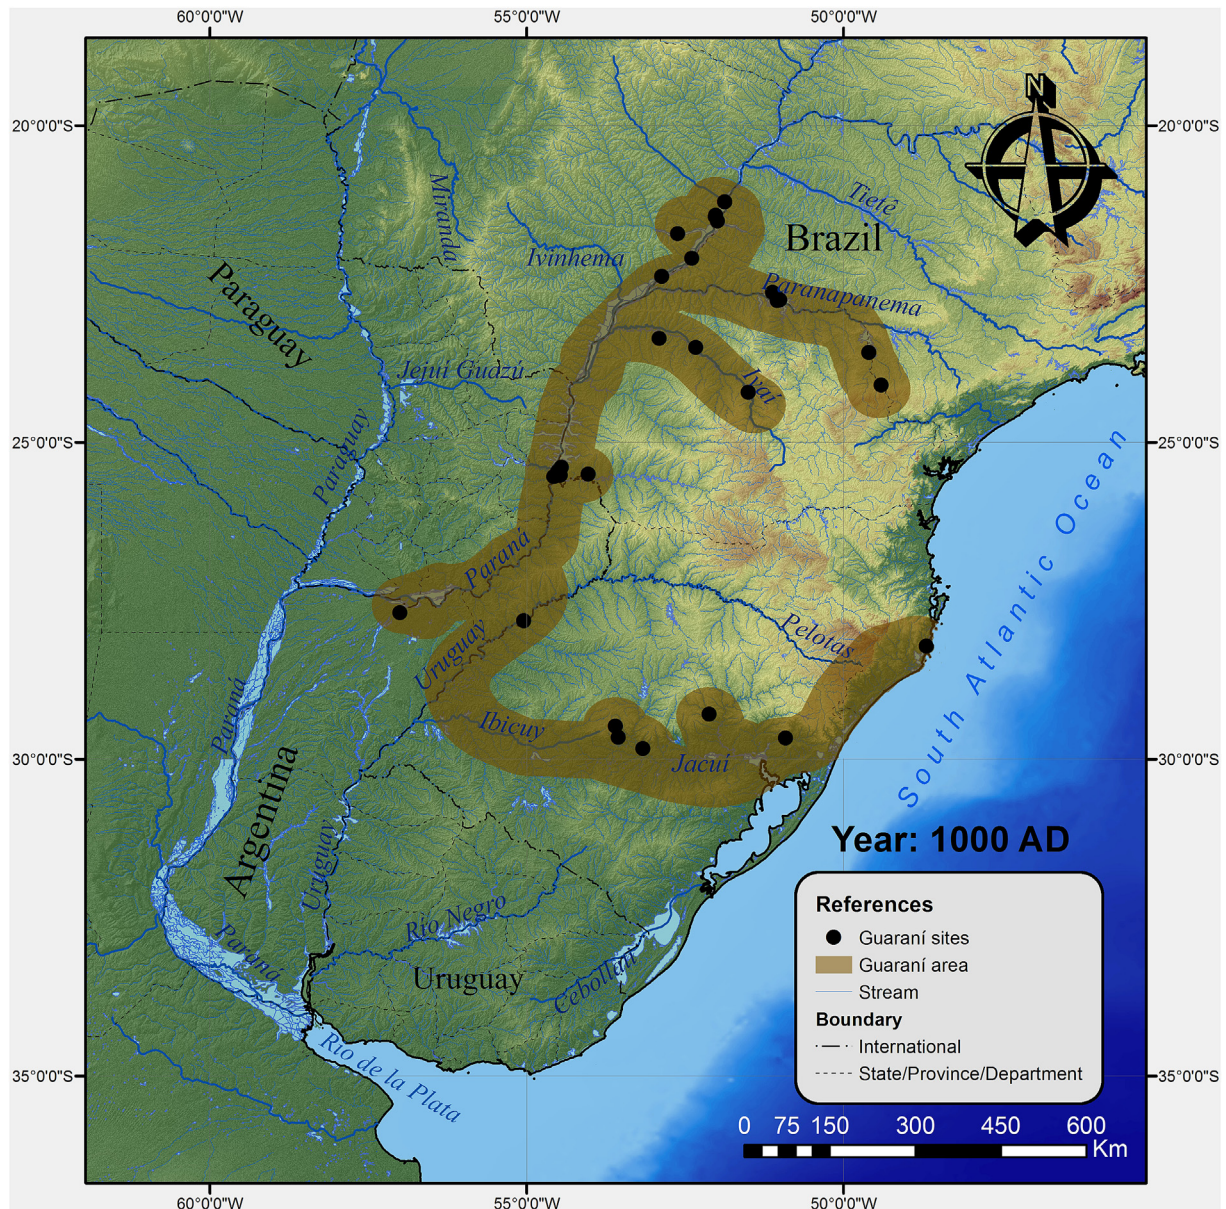 60°0'0"W
55°0'0"W
50°0'0"W
N
20°0'0"S
20°0'0"S
Miranda
Tietê
Brazil
Ivinhema
Paraguay
Paranapanema
Jejuí Guazú
Ivaí
Paraguay
25°0'0"S
25°0'0"S
Paraná
South Atlantic Ocean
Pelotas
Uruguay
Paraná
Ibicuy
Jacuí
30°0'0"S
30°0'0"S
Argentina
Uruguay
Year: 1000 AD
Río Negro
Paraná
Uruguay
Cebollatí
References
Guaraní sites
Guaraní area
Stream
Boundary
International
State/Province/Department
Río de la Plata
35°0'0"S
35°0'0"S
0 75 150 300 450 600
Km
60°0'0"W
55°0'0"W
50°0'0"W